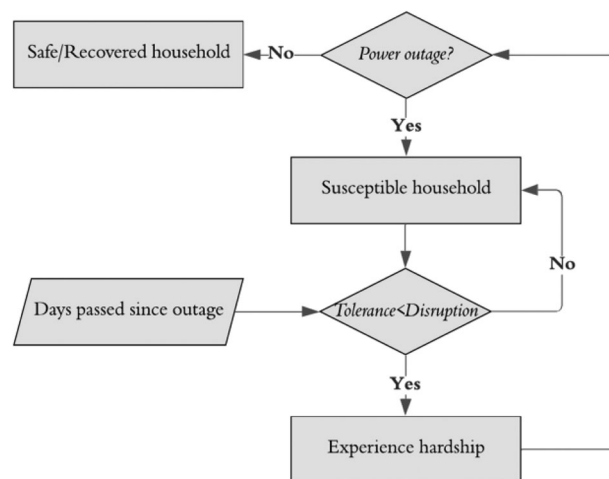 Safe/Recovered household
No
Power outage?
Yes
Susceptible household
No
Days passed since outage
Tolerance<Disruption
Yes
Experience hardship